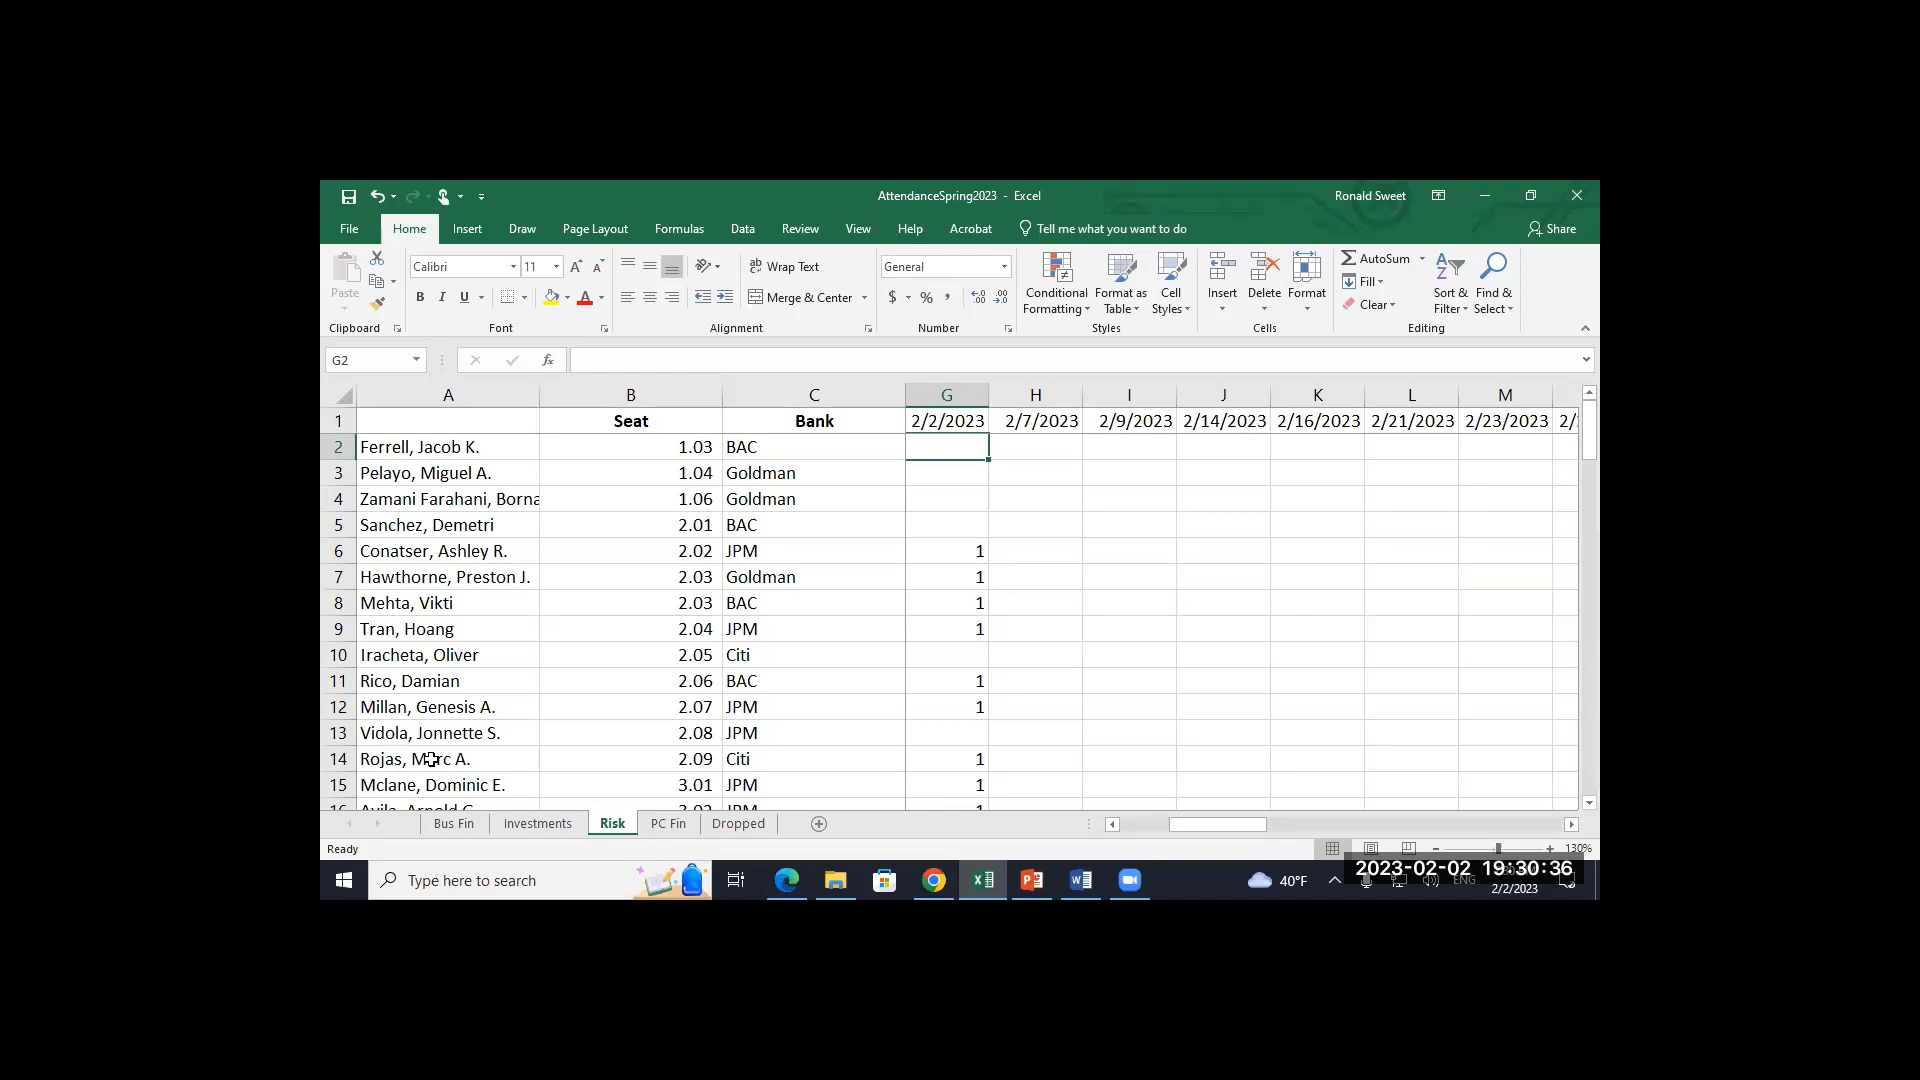 AttendanceSpring2023 - Excel
Ronald Sweet
File Home Insert Draw Page Layout Formulas Data Review View Help Acrobat Tell me what you want to do Share
Paste
Calibri 11
B I U
Wrap Text
Merge & Center
General
$ % ,
Conditional Formatting
Format as Table
Cell Styles
Insert Delete Format
AutoSum
Fill
Clear
Sort & Filter
Find & Select
Clipboard Font Alignment Number Styles Cells Editing
G2 fx
A B C G H I J K L M
1 Seat Bank 2/2/2023 2/7/2023 2/9/2023 2/14/2023 2/16/2023 2/21/2023 2/23/2023 2/
2 Ferrell, Jacob K. 1.03 BAC
3 Pelayo, Miguel A. 1.04 Goldman
4 Zamani Farahani, Borna 1.06 Goldman
5 Sanchez, Demetri 2.01 BAC
6 Conatser, Ashley R. 2.02 JPM 1
7 Hawthorne, Preston J. 2.03 Goldman 1
8 Mehta, Vikti 2.03 BAC 1
9 Tran, Hoang 2.04 JPM 1
10 Iracheta, Oliver 2.05 Citi
11 Rico, Damian 2.06 BAC 1
12 Millan, Genesis A. 2.07 JPM 1
13 Vidola, Jonnette S. 2.08 JPM
14 Rojas, Marc A. 2.09 Citi 1
15 Mclane, Dominic E. 3.01 JPM 1
16 Avila, Arnold G. 3.02 JPM 1
Bus Fin Investments Risk PC Fin Dropped
Ready 130%
Type here to search
40°F
ENG
2023-02-02 19:30:36
2/2/2023